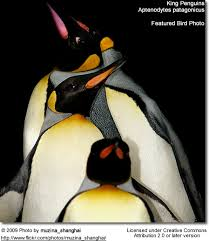 King Penguins
Aptenodytes patagonicus
Featured Bird Photo
© 2009 Photo by muzina_shanghai
http://www.flickr.com/photos/muzina_shanghai/
Licensed under Creative Commons
Attribution 2.0 or later version